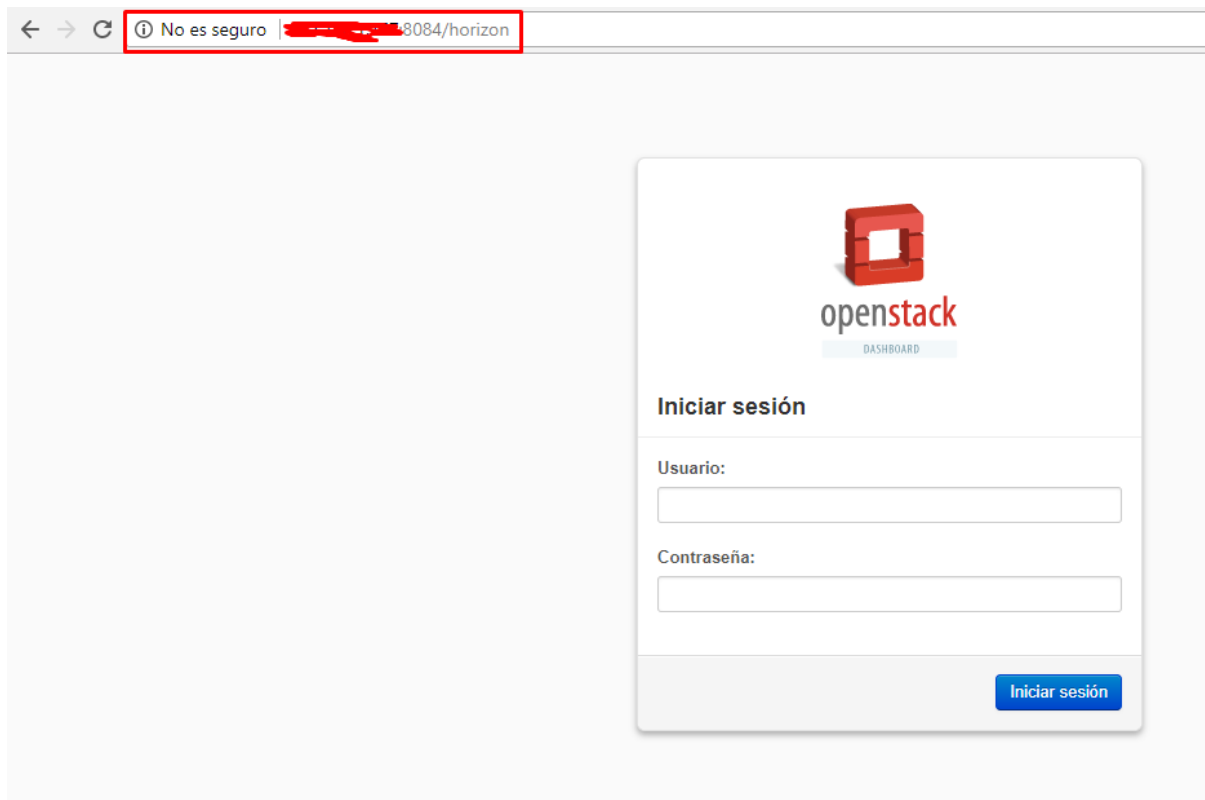 No es seguro
:8084/horizon
openstack
DASHBOARD
Iniciar sesión
Usuario:
Contraseña:
Iniciar sesión